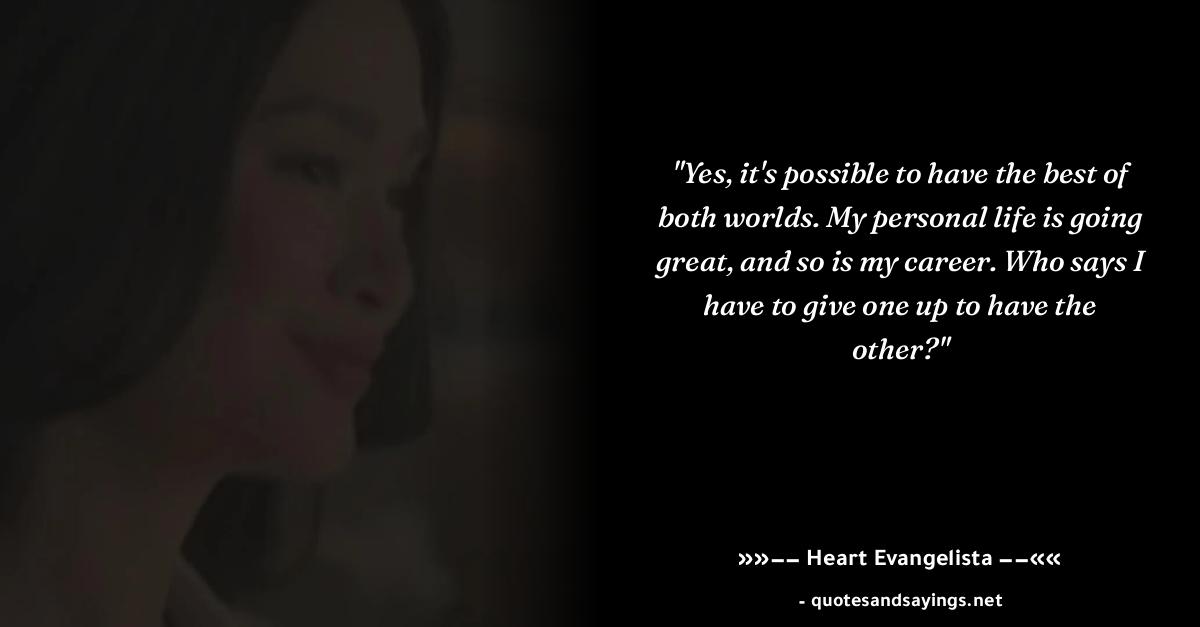 "Yes, it's possible to have the best of
both worlds. My personal life is going
great, and so is my career. Who says I
have to give one up to have the
other?"
»»–– Heart Evangelista ––««
- quotesandsayings.net